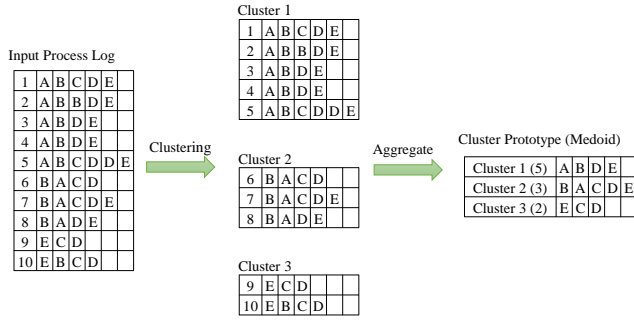 Input Process Log
1 A B C D E
2 A B B D E
3 A B D E
4 A B D E
5 A B C D D E
6 B A C D
7 B A C D E
8 B A D E
9 E C D
10 E B C D
Clustering
Cluster 1
1 A B C D E
2 A B B D E
3 A B D E
4 A B D E
5 A B C D D E
Cluster 2
6 B A C D
7 B A C D E
8 B A D E
Cluster 3
9 E C D
10 E B C D
Aggregate
Cluster Prototype (Medoid)
Cluster 1 (5) A B D E
Cluster 2 (3) B A C D E
Cluster 3 (2) E C D